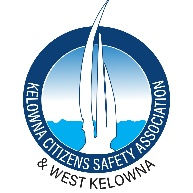 KELOWNA CITIZENS SAFETY ASSOCIATION
& WEST KELOWNA